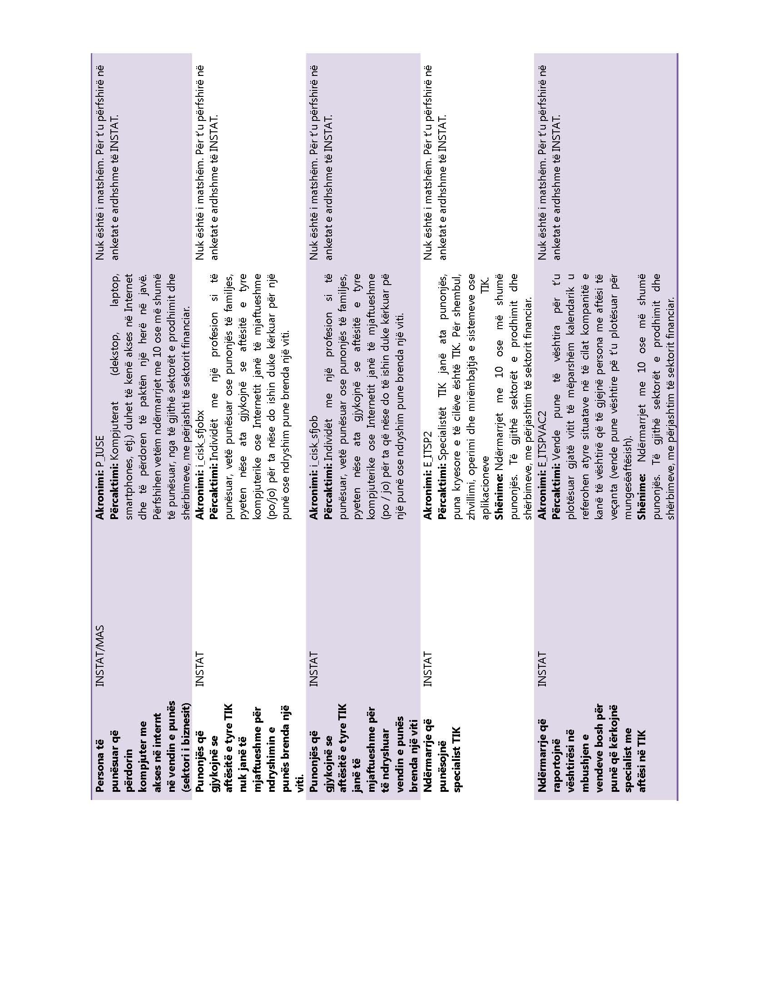 Persona të
punësuar që
përdorin
kompjuter me
akses në internt
në vendin e punës
(sektori i biznesit)
INSTAT/MAS
Akronimi: P_IUSE
Përcaktimi: Kompjuterat (dekstop, laptop,
smartphones, etj.) duhet të kenë akses në Internet
dhe të përdoren të paktën një herë në javë.
Përfshihen vetëm ndërmarrjet me 10 ose më shumë
të punësuar, nga të gjithë sektorët e prodhimit dhe
shërbimeve, me përjashti të sektorit financiar.
Nuk është i matshëm. Për t’u përfshirë në
anketat e ardhshme të INSTAT.
Punonjës që
gjykojnë se
aftësitë e tyre TIK
nuk janë të
mjaftueshme për
ndryshimin e
punës brenda një
viti.
INSTAT
Akronimi: i_cisk_sfjobx
Përcaktimi: Individët me një profesion si të
punësuar, vetë punësuar ose punonjës të familjes,
pyeten nëse ata gjykojnë se aftësitë e tyre
kompjuterike ose Internetit janë të mjaftueshme
(po/jo) për ta nëse do ishin duke kërkuar për një
punë ose ndryshim pune brenda një viti.
Nuk është i matshëm. Për t’u përfshirë në
anketat e ardhshme të INSTAT.
Punonjës që
gjykojnë se
aftësitë e tyre TIK
janë të
mjaftueshme për
të ndryshuar
vendin e punës
brenda një viti
INSTAT
Akronimi: i_cisk_sfjob
Përcaktimi: Individët me një profesion si të
punësuar, vetë punësuar ose punonjës të familjes,
pyeten nëse ata gjykojnë se aftësitë e tyre
kompjuterike ose Internetit janë të mjaftueshme
(po / jo) për ta që nëse do të ishin duke kërkuar pë
një punë ose ndryshim pune brenda një viti.
Nuk është i matshëm. Për t’u përfshirë në
anketat e ardhshme të INSTAT.
Ndërmarrje që
punësojnë
specialist TIK
INSTAT
Akronimi: E_ITSP2
Përcaktimi: Specialistët TIK janë ata punonjës,
puna kryesore e të cilëve është TIK. Për shembul,
zhvillimi, operimi dhe mirëmbajtja e sistemeve ose
aplikacioneve TIK.
Shënime: Ndërmarrjet me 10 ose më shumë
punonjës. Të gjithë sektorët e prodhimit dhe
shërbimeve, me përjashtim të sektorit financiar.
Nuk është i matshëm. Për t’u përfshirë në
anketat e ardhshme të INSTAT.
Ndërmarrje që
raportojnë
vështirësi në
mbushjen e
vendeve bosh për
punë që kërkojnë
specialist me
aftësi në TIK
INSTAT
Akronimi: E_ITSPVAC2
Përcaktimi: Vende pune të vështira për t’u
plotësuar gjatë vitit të mëparshëm kalendarik u
referohen atyre situatave në të cilat kompanitë e
kanë të vështirë që të gjejnë persona me aftësi të
veçanta (vende pune vështire pë t’u plotësuar për
mungesëaftësish).
Shënime: Ndërmarrjet me 10 ose më shumë
punonjës. Të gjithë sektorët e prodhimit dhe
shërbimeve, me përjashtim të sektorit financiar.
Nuk është i matshëm. Për t’u përfshirë në
anketat e ardhshme të INSTAT.